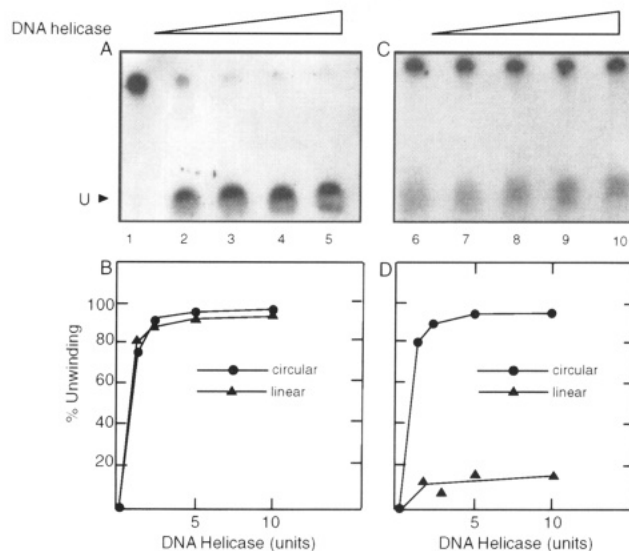 DNA helicase
A
C
U ►
1 2 3 4 5
6 7 8 9 10
B
D
% Unwinding
100
80
60
40
20
circular
linear
circular
linear
5 10
5 10
DNA Helicase (units)
DNA Helicase (units)